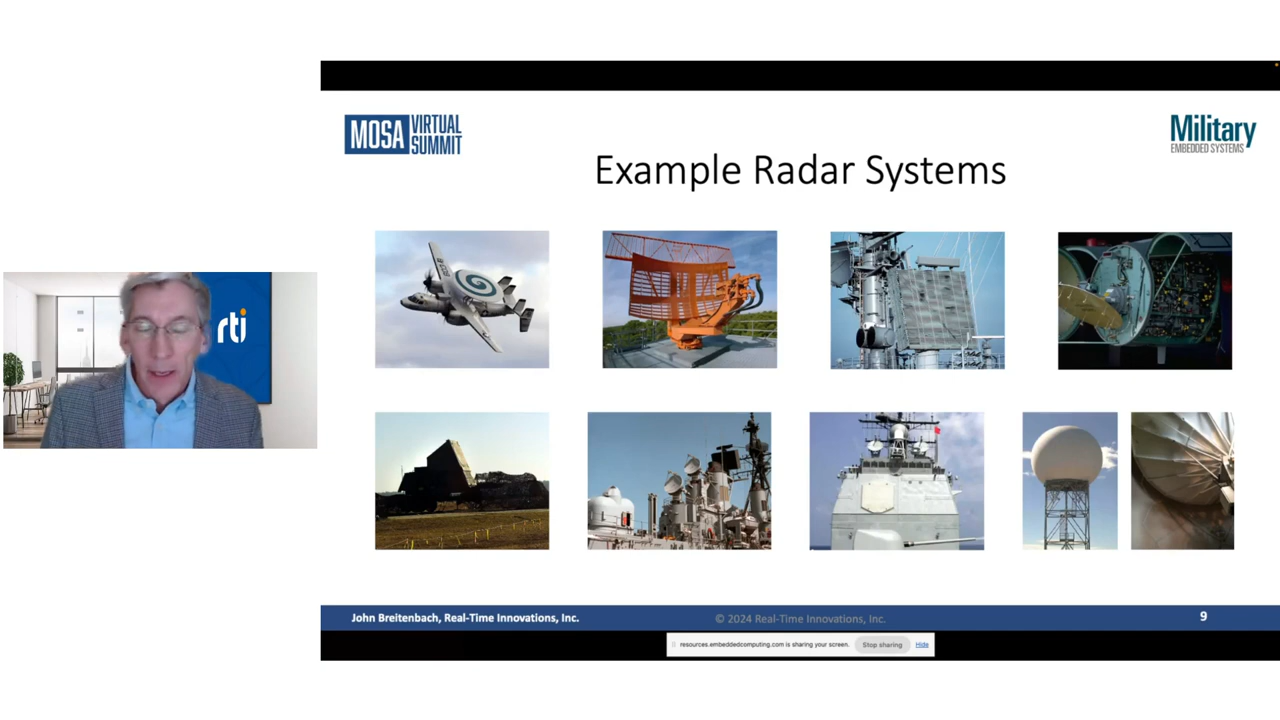 MOSA VIRTUAL SUMMIT
Military
EMBEDDED SYSTEMS
Example Radar Systems
rti
John Breitenbach, Real-Time Innovations, Inc.
© 2024 Real-Time Innovations, Inc.
9
resources.embeddedcomputing.com is sharing your screen.
Stop sharing
Hide